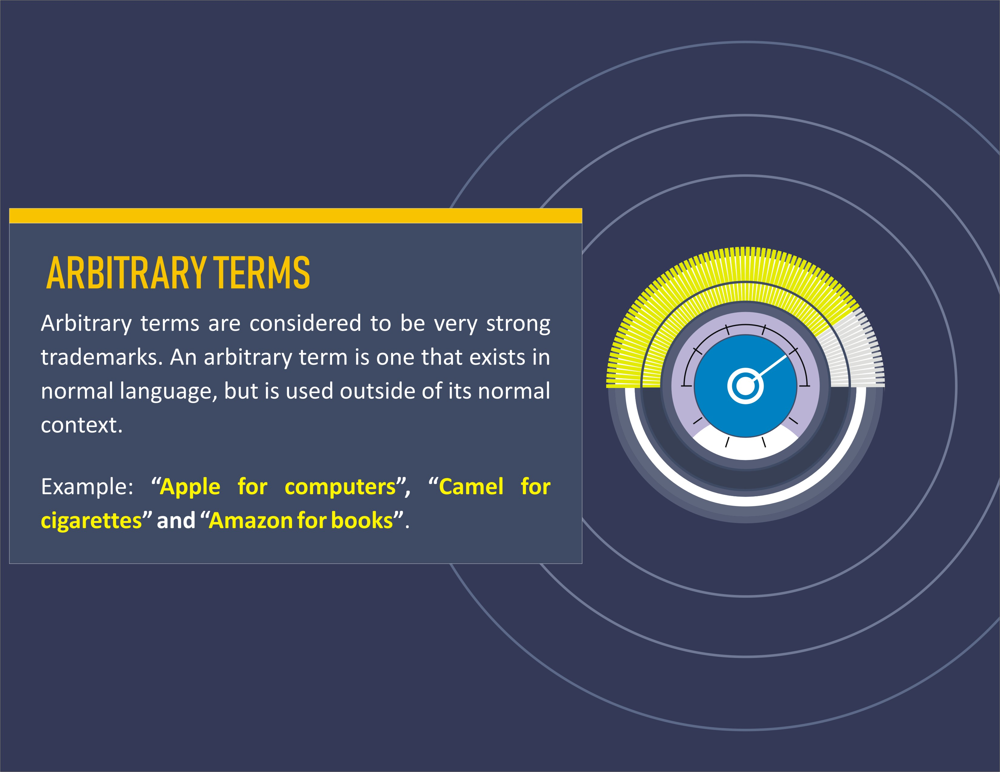 ARBITRARY TERMS
Arbitrary terms are considered to be very strong
trademarks. An arbitrary term is one that exists in
normal language, but is used outside of its normal
context.
Example: “Apple for computers”, “Camel for
cigarettes” and “Amazon for books”.